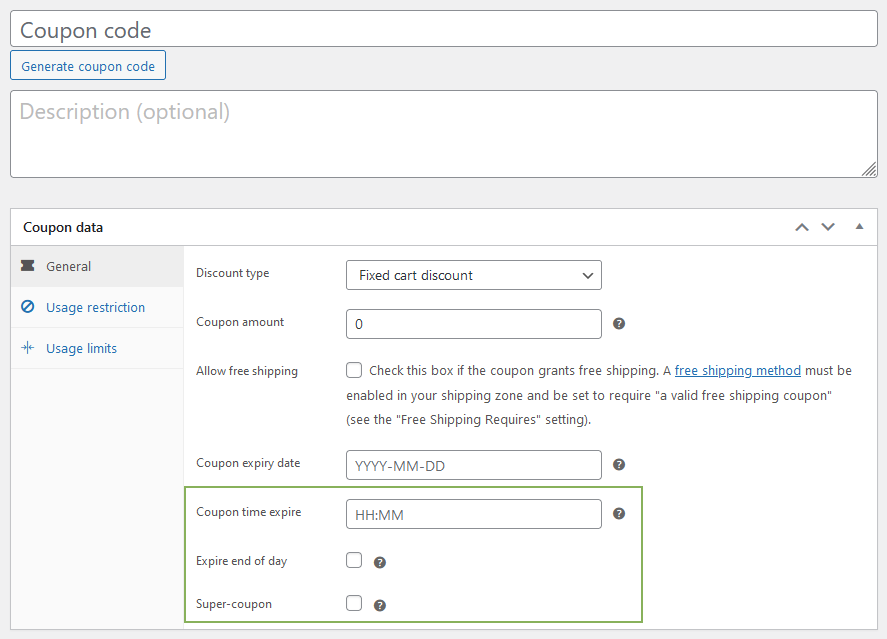 Coupon code
Generate coupon code
Description (optional)
Coupon data
General
Usage restriction
Usage limits
Discount type
Fixed cart discount
Coupon amount
0
Allow free shipping
Check this box if the coupon grants free shipping. A free shipping method must be
enabled in your shipping zone and be set to require "a valid free shipping coupon"
(see the "Free Shipping Requires" setting).
Coupon expiry date
YYYY-MM-DD
Coupon time expire
HH:MM
Expire end of day
Super-coupon